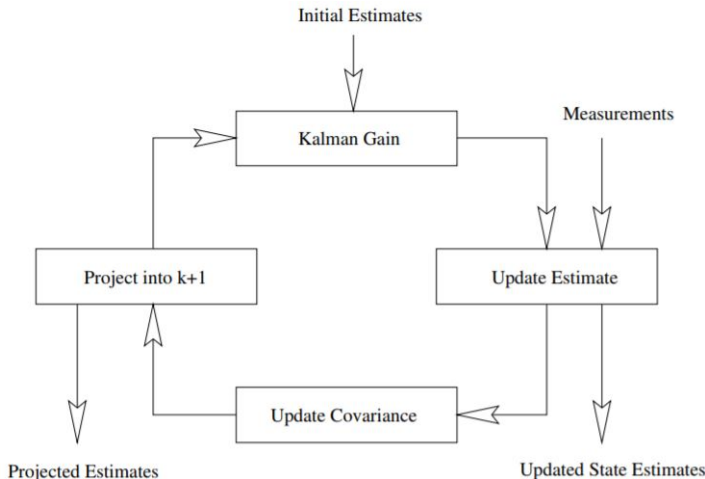 Initial Estimates
Measurements
Kalman Gain
Project into k+1
Update Estimate
Update Covariance
Projected Estimates
Updated State Estimates